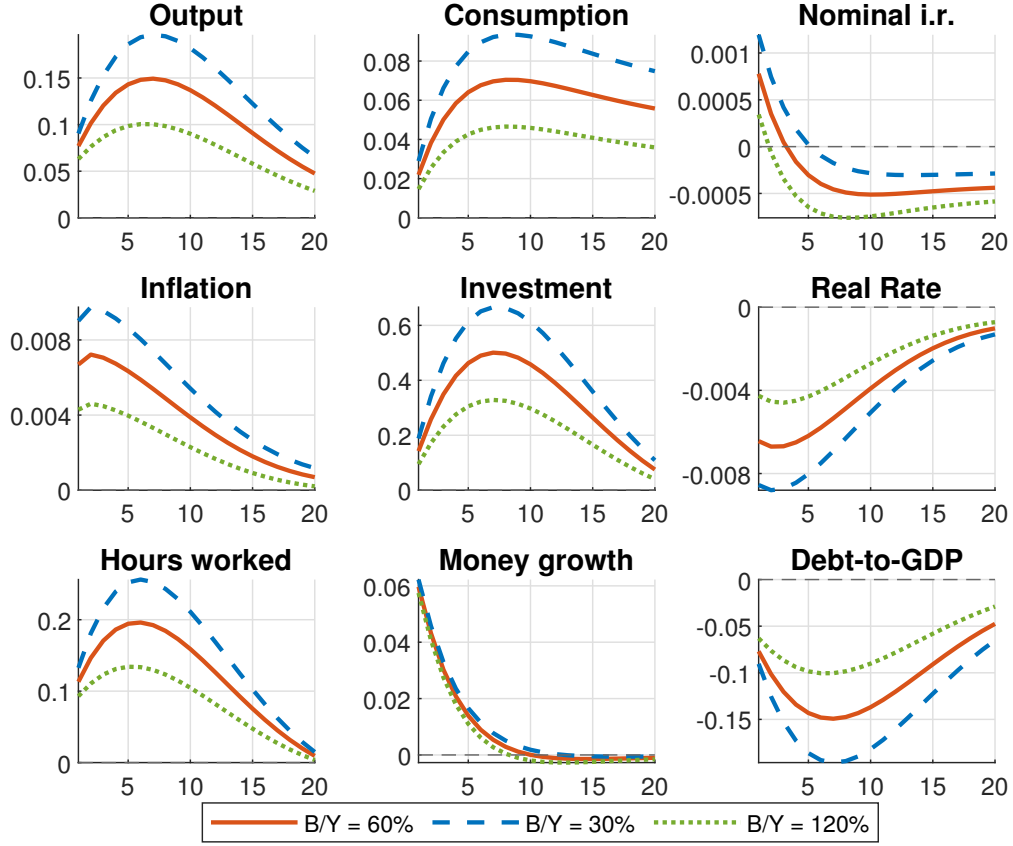 Output
0.15
0.1
0.05
0
5 10 15 20
Consumption
0.08
0.06
0.04
0.02
0
5 10 15 20
Nominal i.r.
0.001
0.0005
0
-0.0005
5 10 15 20
Inflation
0.008
0.004
0
5 10 15 20
Investment
0.6
0.4
0.2
0
5 10 15 20
Real Rate
0
-0.004
-0.008
5 10 15 20
Hours worked
0.2
0.1
0
5 10 15 20
Money growth
0.06
0.04
0.02
0
5 10 15 20
Debt-to-GDP
0
-0.05
-0.1
-0.15
5 10 15 20
B/Y = 60% B/Y = 30% B/Y = 120%